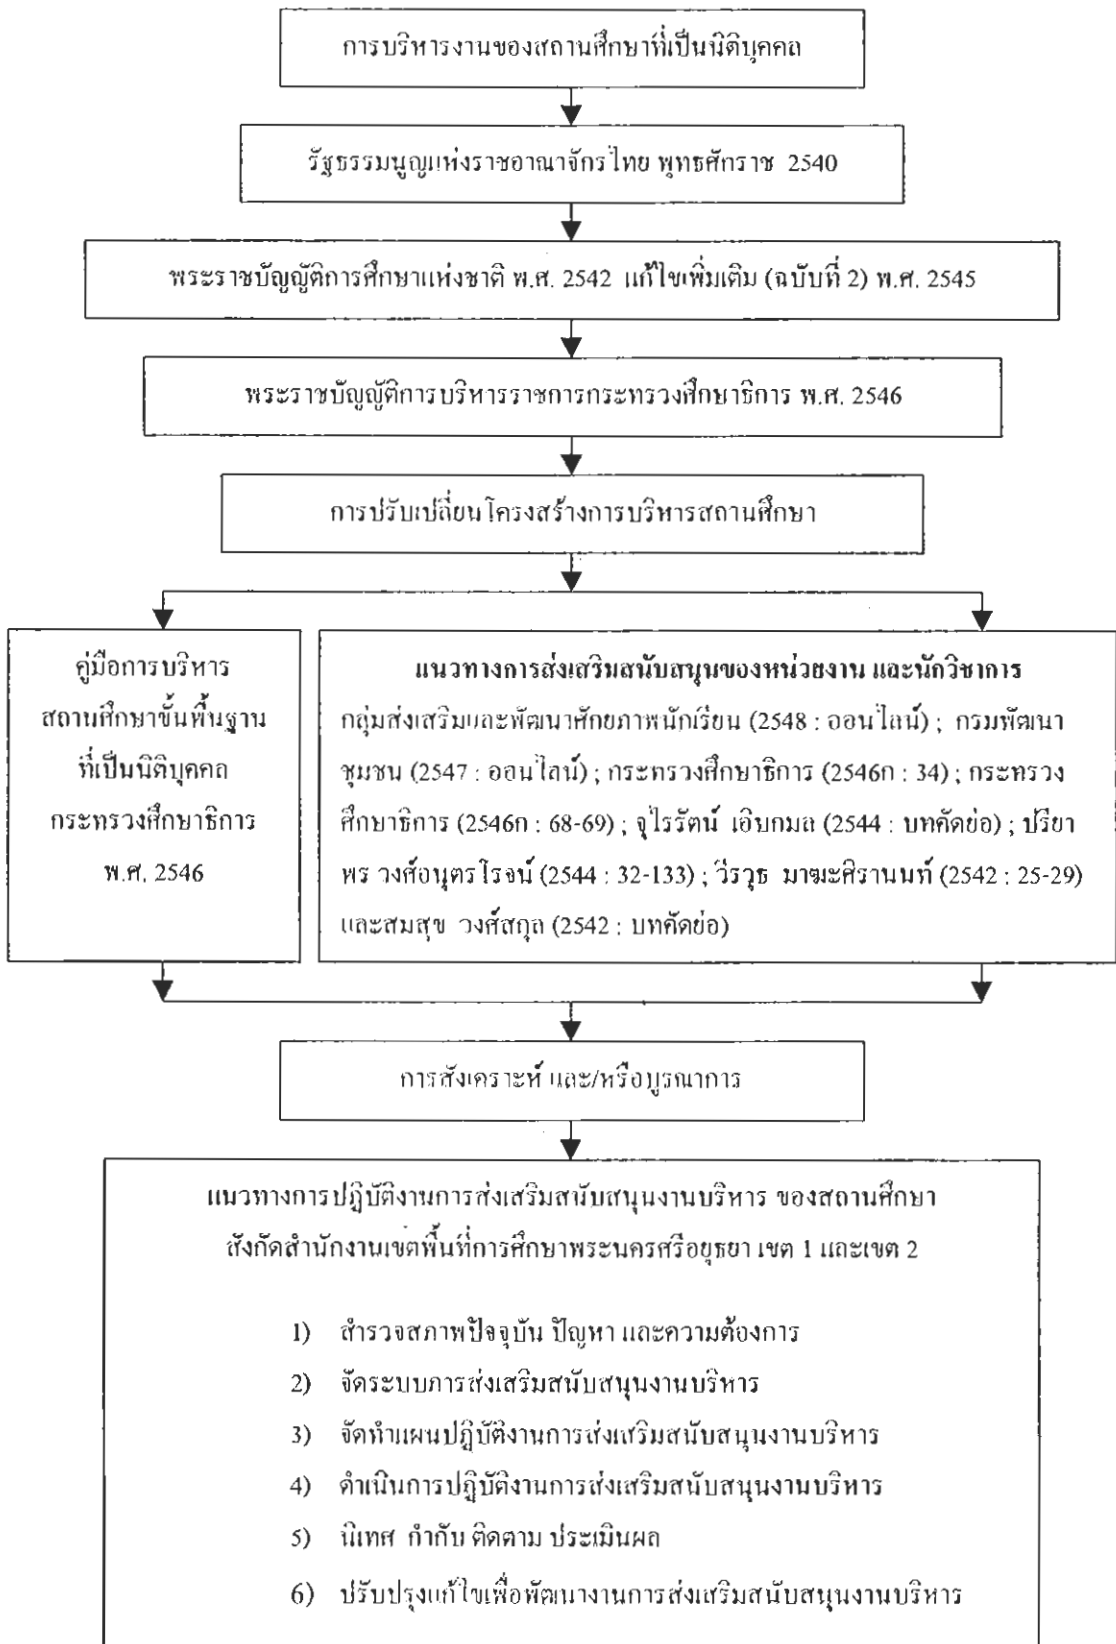 การบริหารงานของสถานศึกษาที่เป็นนิติบุคคล
รัฐธรรมนูญแห่งราชอาณาจักรไทย พุทธศักราช 2540
พระราชบัญญัติการศึกษาแห่งชาติ พ.ศ. 2542 แก้ไขเพิ่มเติม (ฉบับที่ 2) พ.ศ. 2545
พระราชบัญญัติการบริหารราชการกระทรวงศึกษาธิการ พ.ศ. 2546
การปรับเปลี่ยนโครงสร้างการบริหารสถานศึกษา
คู่มือการบริหาร
สถานศึกษาขั้นพื้นฐาน
ที่เป็นนิติบุคคล
กระทรวงศึกษาธิการ
พ.ศ. 2546
แนวทางการส่งเสริมสนับสนุนของหน่วยงาน และนักวิชาการ
กลุ่มส่งเสริมและพัฒนาศักยภาพนักเรียน (2548 : ออนไลน์) ; กรมพัฒนา
ชุมชน (2547 : ออนไลน์) ; กระทรวงศึกษาธิการ (2546ก : 34) ; กระทรวง
ศึกษาธิการ (2546ก : 68-69) ; จุไรรัตน์ เอิบกมล (2544 : บทคัดย่อ) ; ปรียา
พร วงศ์อนุตรโรจน์ (2544 : 32-133) ; วีรวุธ มาฆะศิรานนท์ (2542 : 25-29)
และสมสุข วงศ์สกุล (2542 : บทคัดย่อ)
การสังเคราะห์ และ/หรือบูรณาการ
แนวทางการปฏิบัติงานการส่งเสริมสนับสนุนงานบริหาร ของสถานศึกษา
สังกัดสำนักงานเขตพื้นที่การศึกษาพระนครศรีอยุธยา เขต 1 และเขต 2
1) สำรวจสภาพปัจจุบัน ปัญหา และความต้องการ
2) จัดระบบการส่งเสริมสนับสนุนงานบริหาร
3) จัดทำแผนปฏิบัติงานการส่งเสริมสนับสนุนงานบริหาร
4) ดำเนินการปฏิบัติงานการส่งเสริมสนับสนุนงานบริหาร
5) นิเทศ กำกับ ติดตาม ประเมินผล
6) ปรับปรุงแก้ไขเพื่อพัฒนางานการส่งเสริมสนับสนุนงานบริหาร